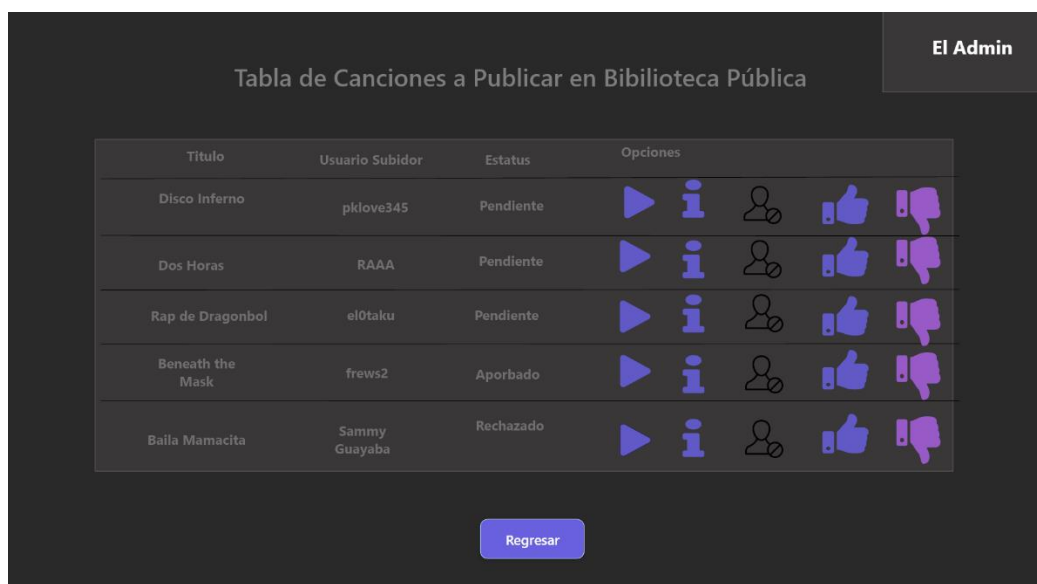 El Admin
Tabla de Canciones a Publicar en Bibilioteca Pública
Titulo Usuario Subidor Estatus Opciones
Disco Inferno pklove345 Pendiente
Dos Horas RAAA Pendiente
Rap de Dragonbol el0taku Pendiente
Beneath the
Mask frews2 Aporbado
Baila Mamacita Sammy
Guayaba Rechazado
Regresar